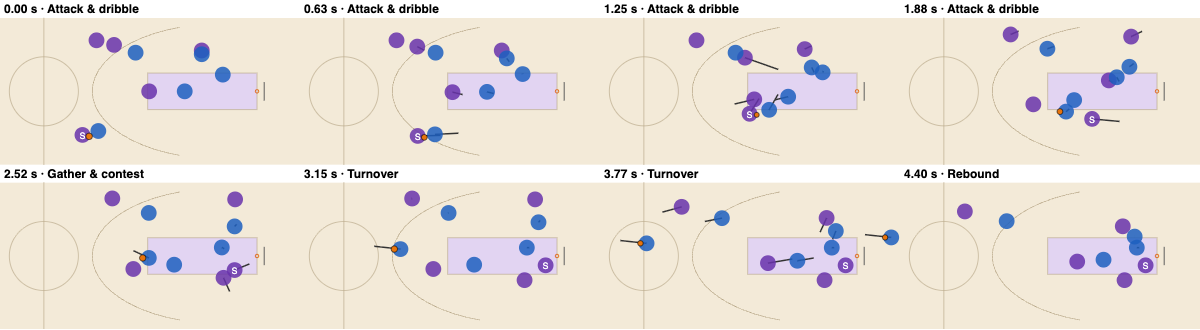 0.00 s · Attack & dribble
0.63 s · Attack & dribble
1.25 s · Attack & dribble
1.88 s · Attack & dribble
S
S
S
S
2.52 s · Gather & contest
3.15 s · Turnover
3.77 s · Turnover
4.40 s · Rebound
S
S
S
S